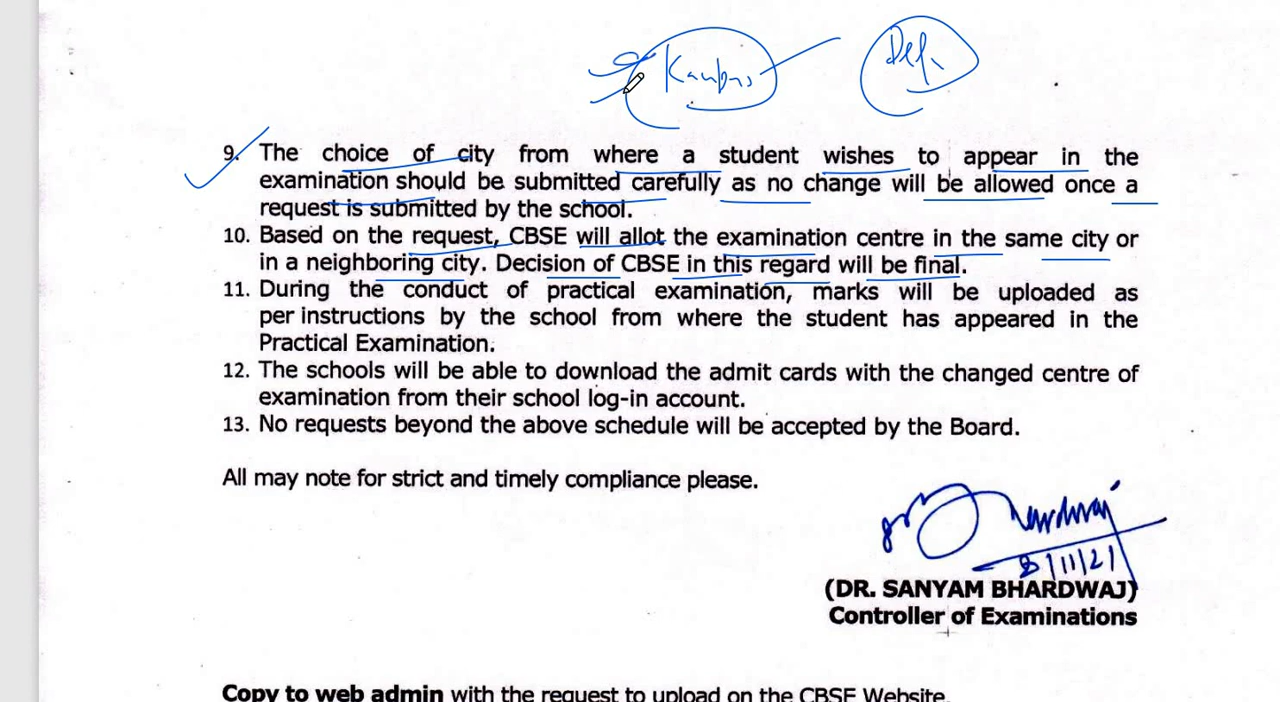 9. The choice of city from where a student wishes to appear in the
examination should be submitted carefully as no change will be allowed once a
request is submitted by the school.
10. Based on the request, CBSE will allot the examination centre in the same city or
in a neighboring city. Decision of CBSE in this regard will be final.
11. During the conduct of practical examination, marks will be uploaded as
per instructions by the school from where the student has appeared in the
Practical Examination.
12. The schools will be able to download the admit cards with the changed centre of
examination from their school log-in account.
13. No requests beyond the above schedule will be accepted by the Board.
All may note for strict and timely compliance please.
8/11/21
(DR. SANYAM BHARDWAJ)
Controller of Examinations
Copy to web admin with the request to upload on the CBSE Website.